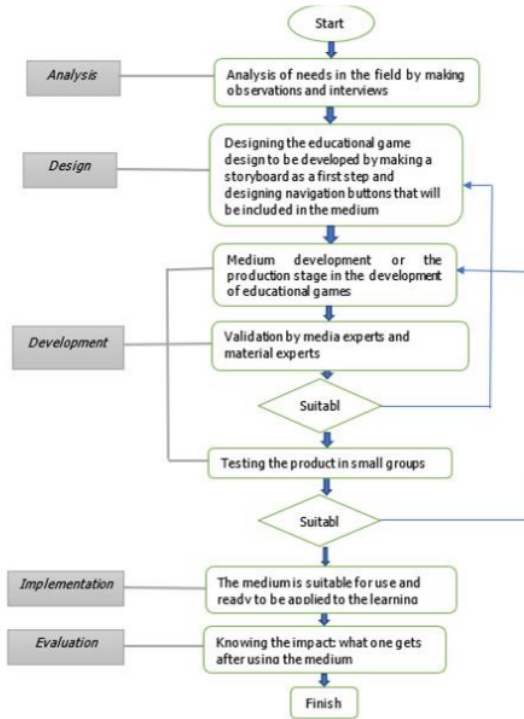 Start
Analysis
Analysis of needs in the field by making
observations and interviews
Design
Designing the educational game
design to be developed by making a
storyboard as a first step and
designing navigation buttons that will
be included in the medium
Medium development or the
production stage in the development
of educational games
Development
Validation by media experts and
material experts
Suitabl
Testing the product in small groups
Suitabl
Implementation
The medium is suitable for use and
ready to be applied to the learning
Evaluation
Knowing the impact: what one gets
after using the medium
Finish